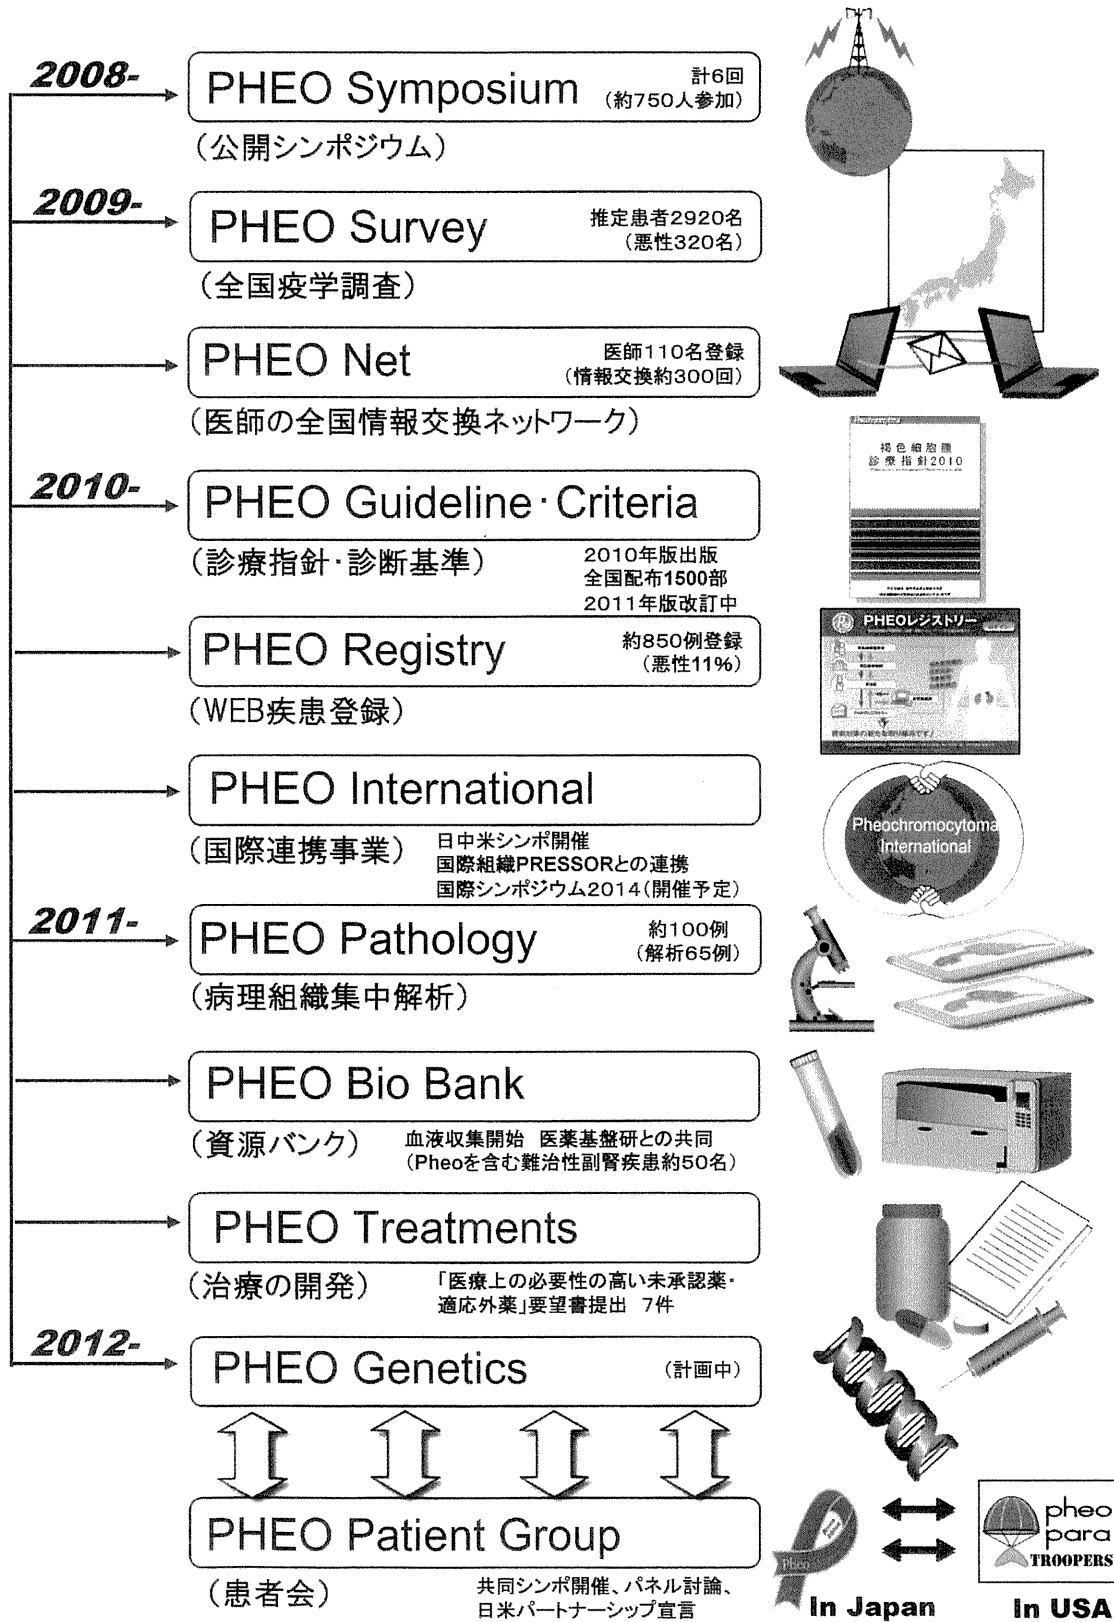 2008-
PHEO Symposium
計6回
（約750人参加）
（公開シンポジウム）
2009-
PHEO Survey
推定患者2920名
（悪性320名）
（全国疫学調査）
PHEO Net
医師110名登録
（情報交換約300回）
（医師の全国情報交換ネットワーク）
褐色細胞腫
診療指針2010
2010-
PHEO Guideline・Criteria
（診療指針・診断基準）
2010年版出版
全国配布1500部
2011年版改訂中
PHEO Registry
約850例登録
（悪性11%）
（WEB疾患登録）
PHEOレジストリー
PHEO International
（国際連携事業）
日中米シンポ開催
国際組織PRESSORとの連携
国際シンポジウム2014（開催予定）
Pheochromocytoma
International
2011-
PHEO Pathology
約100例
（解析65例）
（病理組織集中解析）
PHEO Bio Bank
（資源バンク）
血液収集開始　医薬基盤研との共同
（Pheoを含む難治性副腎疾患約50名）
PHEO Treatments
（治療の開発）
「医療上の必要性の高い未承認薬・
適応外薬」要望書提出　7件
2012-
PHEO Genetics
（計画中）
PHEO Patient Group
（患者会）
共同シンポ開催、パネル討論、
日米パートナーシップ宣言
Pheo
In Japan
pheo
para
TROOPERS
In USA